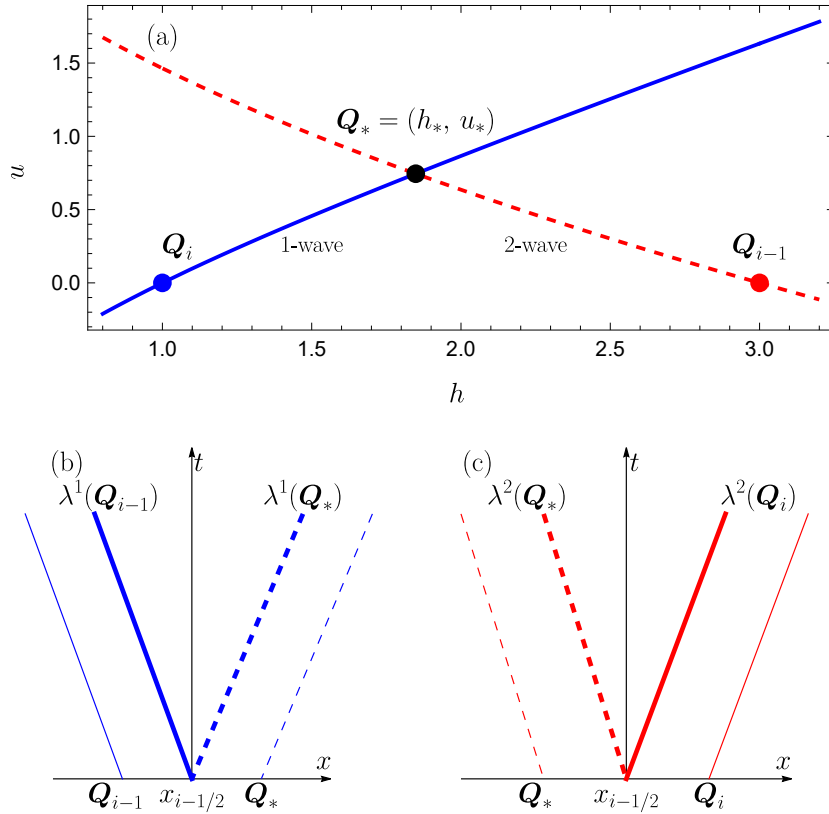 (a)
1.5
1.0
0.5
0.0
u
Q* = (h*, u*)
Qi
1-wave
2-wave
Qi−1
1.0 1.5 2.0 2.5 3.0
h
(b) t
λ¹(Qi−1) λ¹(Q*)
x
Qi−1 xi−1/2 Q*
(c) t
λ²(Q*) λ²(Qi)
x
Q* xi−1/2 Qi